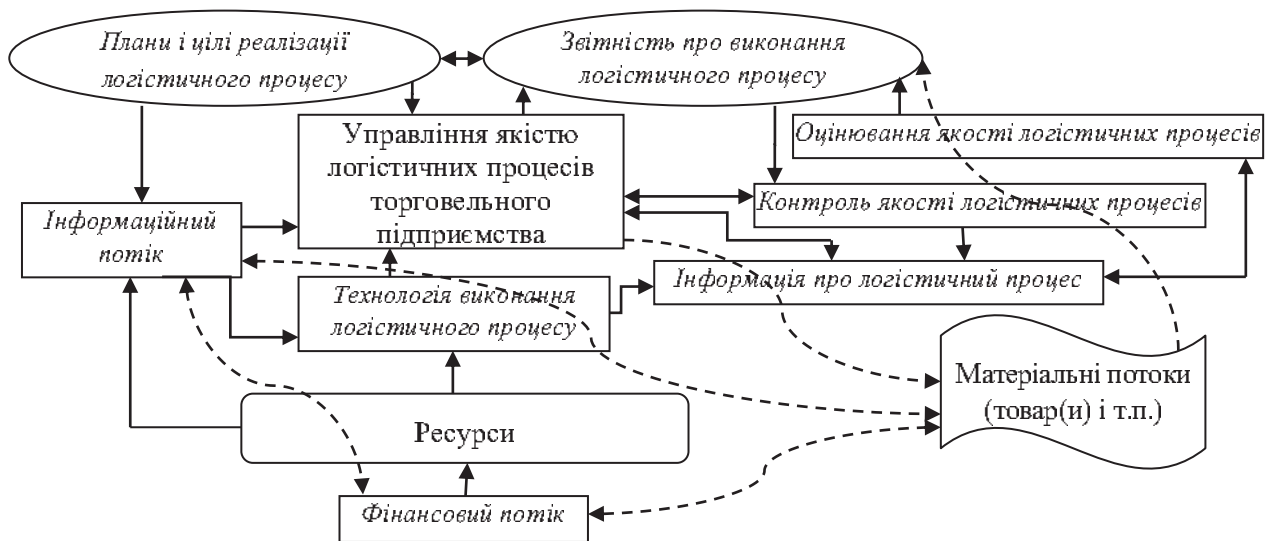 Плани і цілі реалізації
логістичного процесу
Звітність про виконання
логістичного процесу
Управління якістю
логістичних процесів
торговельного
підприємства
Оцінювання якості логістичних процесів
Контроль якості логістичних процесів
Інформаційний
потік
Інформація про логістичний процес
Технологія виконання
логістичного процесу
Матеріальні потоки
(товар(и) і т.п.)
Ресурси
Фінансовий потік